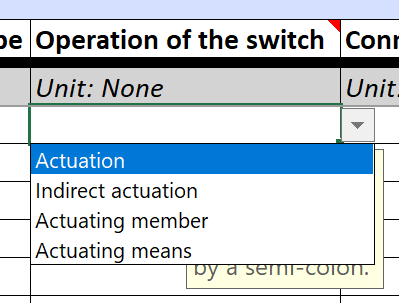 pe Operation of the switch Conn
Unit: None Unit:
Actuation
Indirect actuation
Actuating member
Actuating means
by a semi-colon.